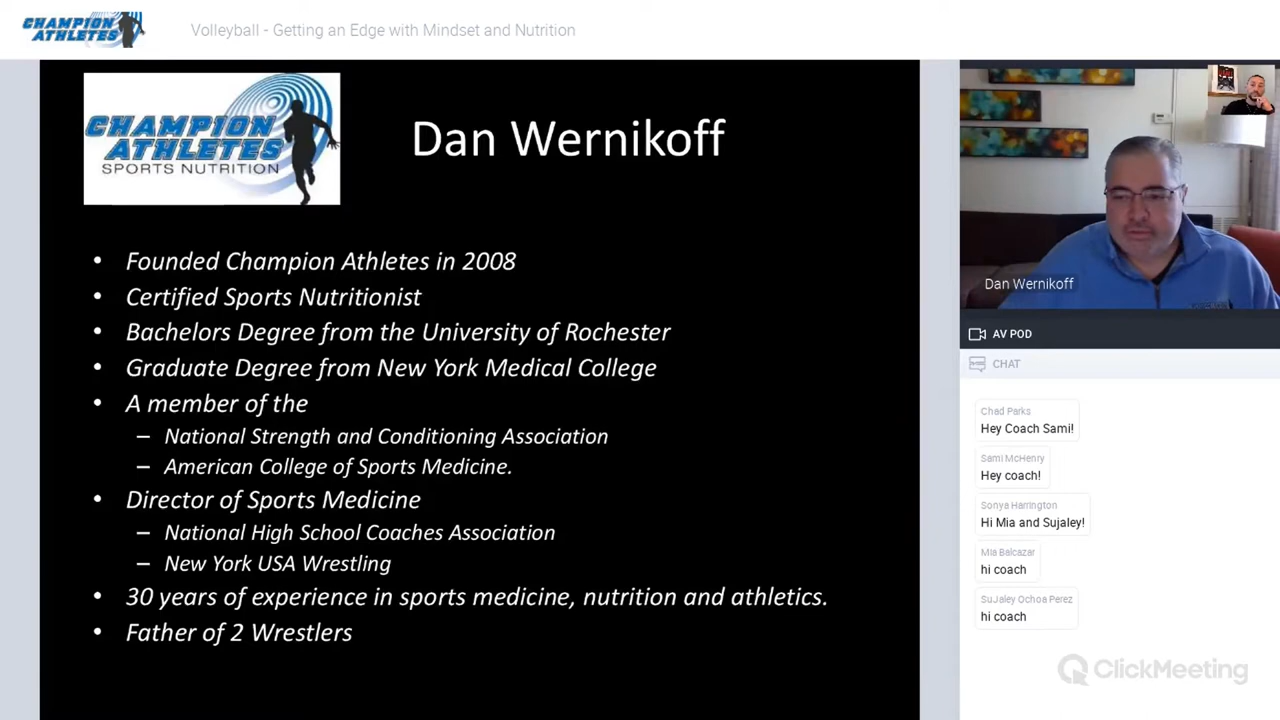 CHAMPION
ATHLETES
Volleyball - Getting an Edge with Mindset and Nutrition
CHAMPION
ATHLETES
SPORTS NUTRITION
Dan Wernikoff
• Founded Champion Athletes in 2008
• Certified Sports Nutritionist
• Bachelors Degree from the University of Rochester
• Graduate Degree from New York Medical College
• A member of the
– National Strength and Conditioning Association
– American College of Sports Medicine.
• Director of Sports Medicine
– National High School Coaches Association
– New York USA Wrestling
• 30 years of experience in sports medicine, nutrition and athletics.
• Father of 2 Wrestlers
Dan Wernikoff
AV POD
CHAT
Chad Parks
Hey Coach Sami!
Sami McHenry
Hey coach!
Sonya Harrington
Hi Mia and Sujaley!
Mia Balcazar
hi coach
SuJaley Ochoa Perez
hi coach
ClickMeeting